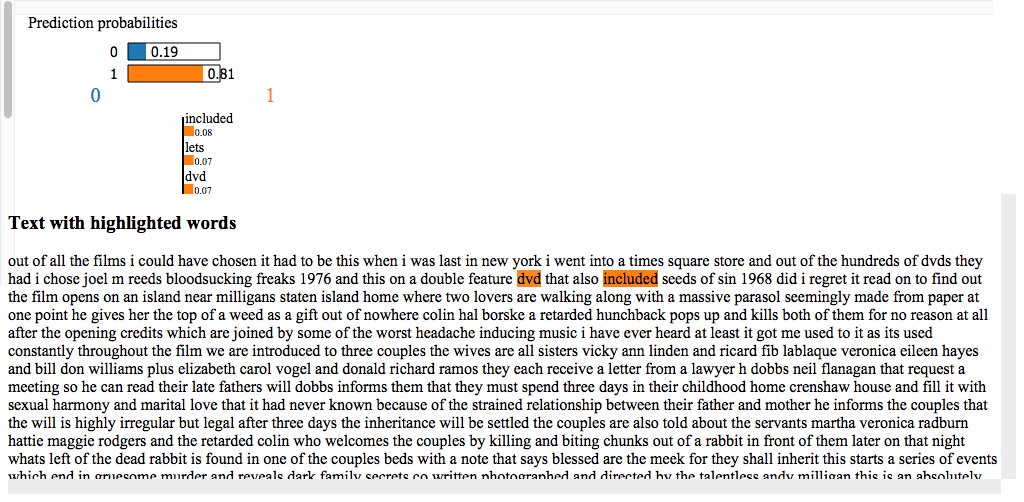 Prediction probabilities
0 0.19
1 0.81
0 1
included
0.08
lets
0.07
dvd
0.07
Text with highlighted words
out of all the films i could have chosen it had to be this when i was last in new york i went into a times square store and out of the hundreds of dvds they
had i chose joel m reeds bloodsucking freaks 1976 and this on a double feature dvd that also included seeds of sin 1968 did i regret it read on to find out
the film opens on an island near milligans staten island home where two lovers are walking along with a massive parasol seemingly made from paper at
one point he gives her the top of a weed as a gift out of nowhere colin hal borske a retarded hunchback pops up and kills both of them for no reason at all
after the opening credits which are joined by some of the worst headache inducing music i have ever heard at least it got me used to it as its used
constantly throughout the film we are introduced to three couples the wives are all sisters vicky ann linden and ricard fib lablaque veronica eileen hayes
and bill don williams plus elizabeth carol vogel and donald richard ramos they each receive a letter from a lawyer h dobbs neil flanagan that request a
meeting so he can read their late fathers will dobbs informs them that they must spend three days in their childhood home crenshaw house and fill it with
sexual harmony and marital love that it had never known because of the strained relationship between their father and mother he informs the couples that
the will is highly irregular but legal after three days the inheritance will be settled the couples are also told about the servants martha veronica radburn
hattie maggie rodgers and the retarded colin who welcomes the couples by killing and biting chunks out of a rabbit in front of them later on that night
whats left of the dead rabbit is found in one of the couples beds with a note that says blessed are the meek for they shall inherit this starts a series of events
which end in gruesome murder and reveals dark family secrets co written photographed and directed by the talentless andy milligan this is an absolutely